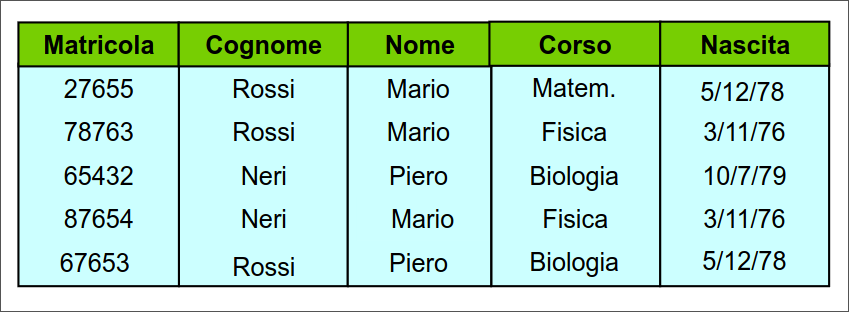 Matricola Cognome Nome Corso Nascita
27655 Rossi Mario Matem. 5/12/78
78763 Rossi Mario Fisica 3/11/76
65432 Neri Piero Biologia 10/7/79
87654 Neri Mario Fisica 3/11/76
67653 Rossi Piero Biologia 5/12/78